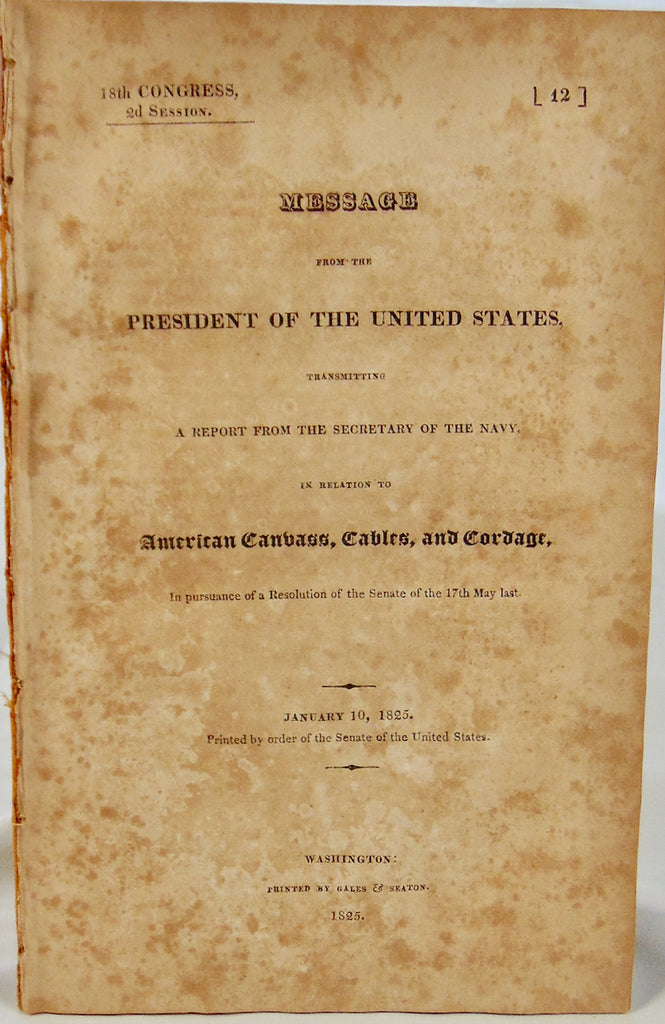 18th CONGRESS,
2d SESSION.
[ 12 ]
MESSAGE
FROM THE
PRESIDENT OF THE UNITED STATES,
TRANSMITTING
A REPORT FROM THE SECRETARY OF THE NAVY,
IN RELATION TO
American Canvass, Cables, and Cordage,
In pursuance of a Resolution of the Senate of the 17th May last.
JANUARY 10, 1825.
Printed by order of the Senate of the United States.
WASHINGTON:
PRINTED BY GALES & SEATON.
1825.